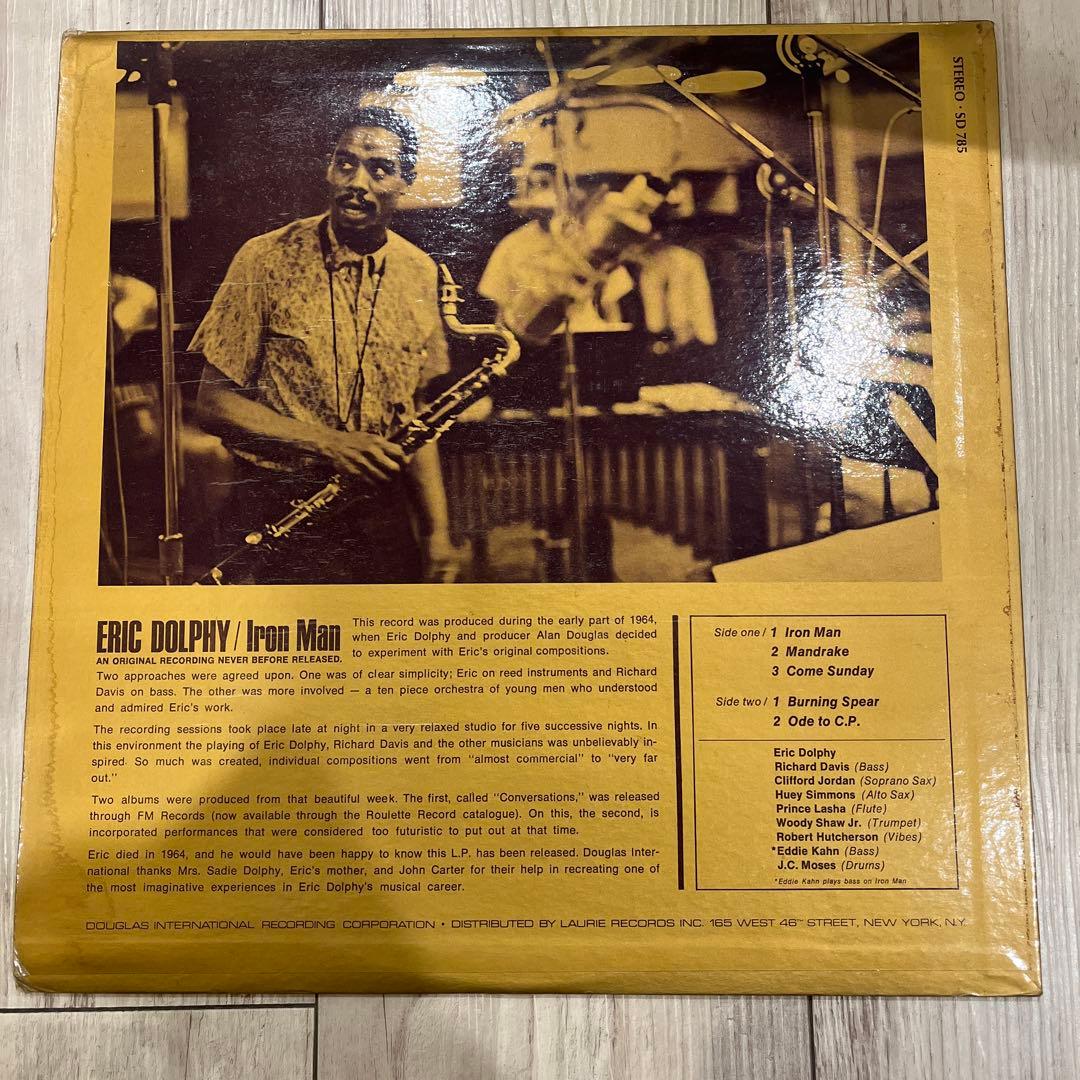 STEREO · SD 785
ERIC DOLPHY / Iron Man
AN ORIGINAL RECORDING NEVER BEFORE RELEASED.
This record was produced during the early part of 1964,
when Eric Dolphy and producer Alan Douglas decided
to experiment with Eric's original compositions.
Two approaches were agreed upon. One was of clear simplicity; Eric on reed instruments and Richard
Davis on bass. The other was more involved — a ten piece orchestra of young men who understood
and admired Eric's work.
The recording sessions took place late at night in a very relaxed studio for five successive nights. In
this environment the playing of Eric Dolphy, Richard Davis and the other musicians was unbelievably in-
spired. So much was created, individual compositions went from "almost commercial" to "very far
out."
Two albums were produced from that beautiful week. The first, called "Conversations," was released
through FM Records (now available through the Roulette Record catalogue). On this, the second, is
incorporated performances that were considered too futuristic to put out at that time.
Eric died in 1964, and he would have been happy to know this L.P. has been released. Douglas Inter-
national thanks Mrs. Sadie Dolphy, Eric's mother, and John Carter for their help in recreating one of
the most imaginative experiences in Eric Dolphy's musical career.
Side one / 1 Iron Man
2 Mandrake
3 Come Sunday
Side two / 1 Burning Spear
2 Ode to C.P.
Eric Dolphy
Richard Davis (Bass)
Clifford Jordan (Soprano Sax)
Huey Simmons (Alto Sax)
Prince Lasha (Flute)
Woody Shaw Jr. (Trumpet)
Robert Hutcherson (Vibes)
*Eddie Kahn (Bass)
J.C. Moses (Drums)
*Eddie Kahn plays bass on Iron Man
DOUGLAS INTERNATIONAL RECORDING CORPORATION • DISTRIBUTED BY LAURIE RECORDS INC. 165 WEST 46TH STREET, NEW YORK, N.Y.